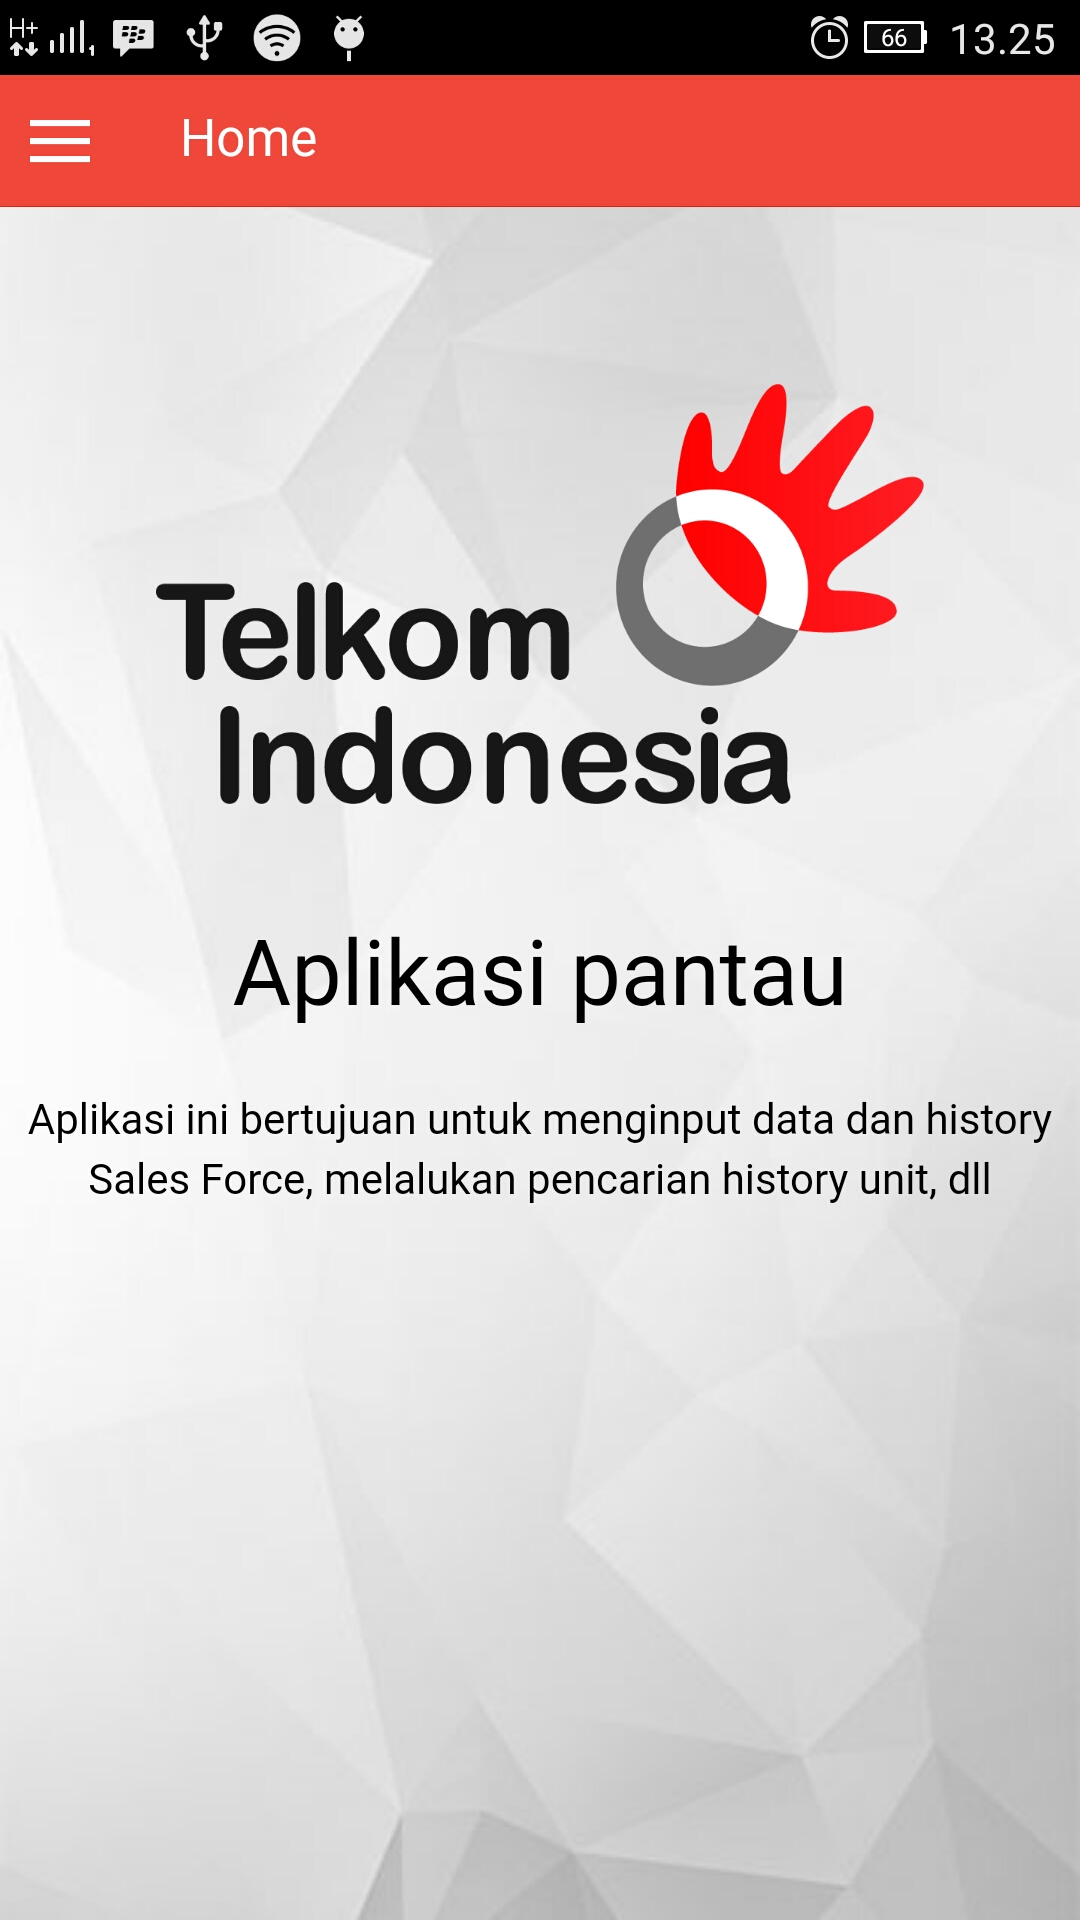 H+
1
66
13.25
Home
Telkom
Indonesia
Aplikasi pantau
Aplikasi ini bertujuan untuk menginput data dan history
Sales Force, melalukan pencarian history unit, dll